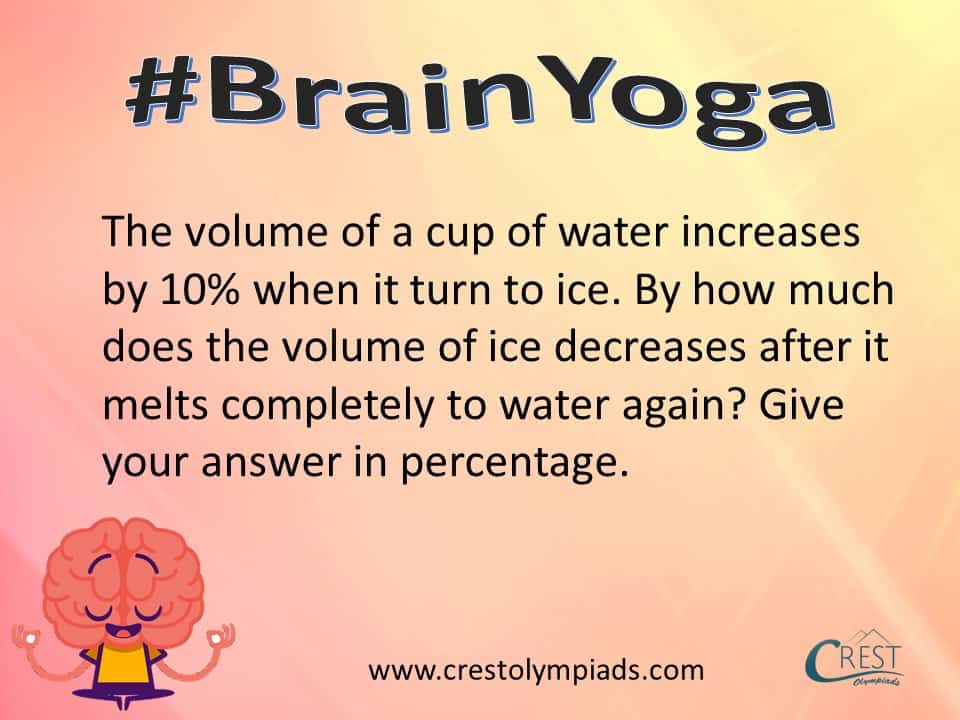 #BrainYoga
The volume of a cup of water increases
by 10% when it turn to ice. By how much
does the volume of ice decreases after it
melts completely to water again? Give
your answer in percentage.
www.crestolympiads.com
CREST
Olympiads